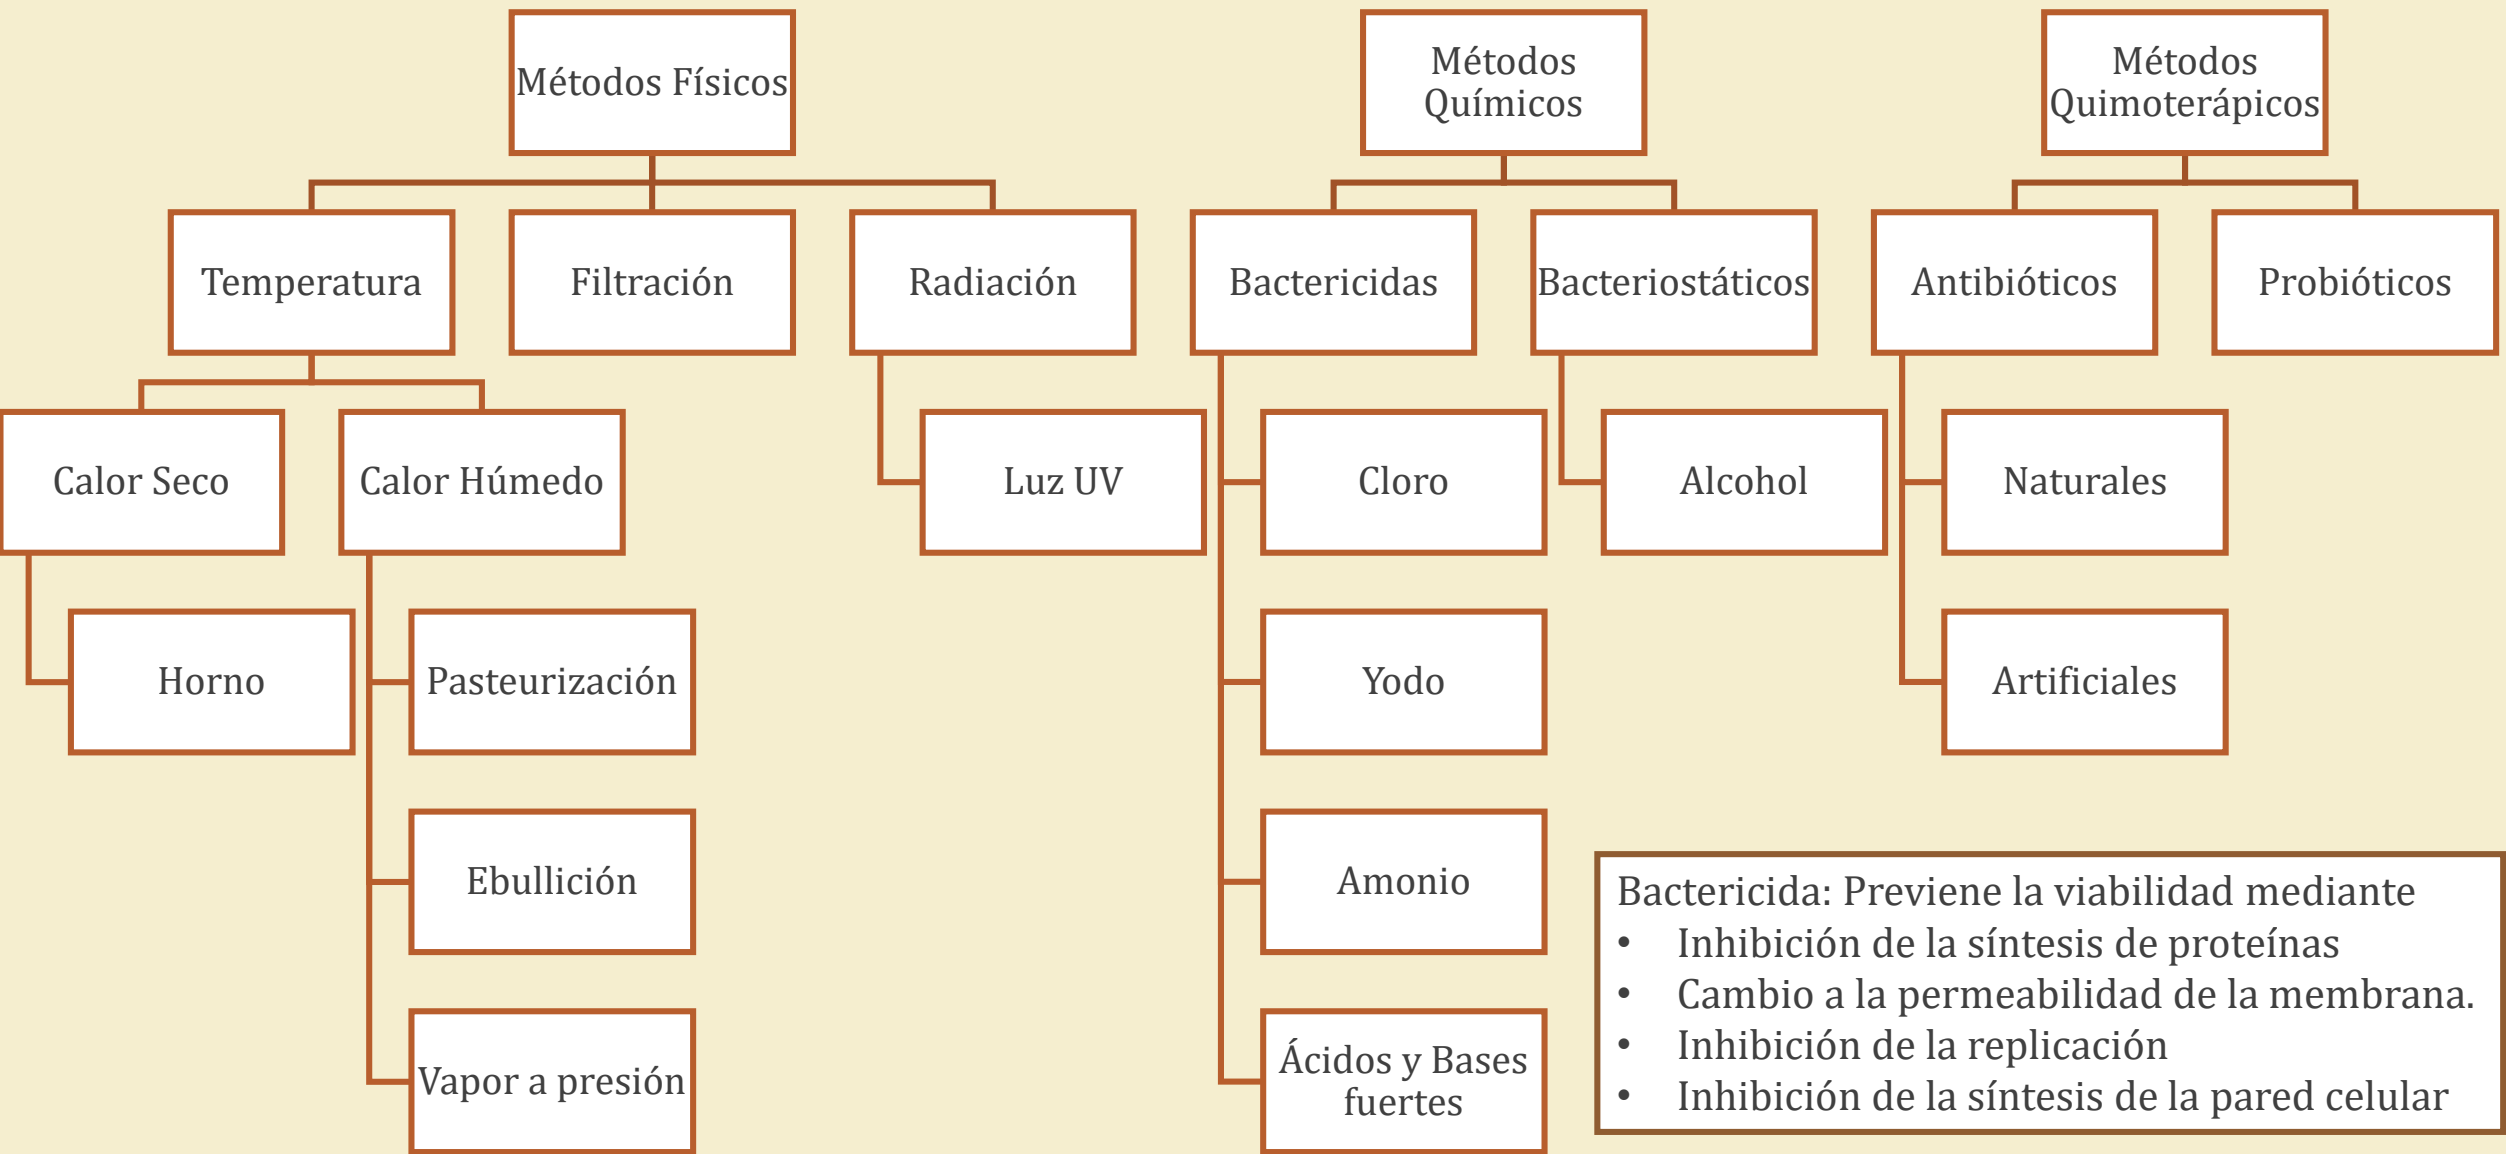 Métodos Físicos
Métodos
Químicos
Métodos
Quimoterápicos
Temperatura
Filtración
Radiación
Bactericidas
Bacteriostáticos
Antibióticos
Probióticos
Calor Seco
Calor Húmedo
Luz UV
Cloro
Alcohol
Naturales
Horno
Pasteurización
Yodo
Artificiales
Ebullición
Amonio
Vapor a presión
Ácidos y Bases
fuertes
Bactericida: Previene la viabilidad mediante
• Inhibición de la síntesis de proteínas
• Cambio a la permeabilidad de la membrana.
• Inhibición de la replicación
• Inhibición de la síntesis de la pared celular